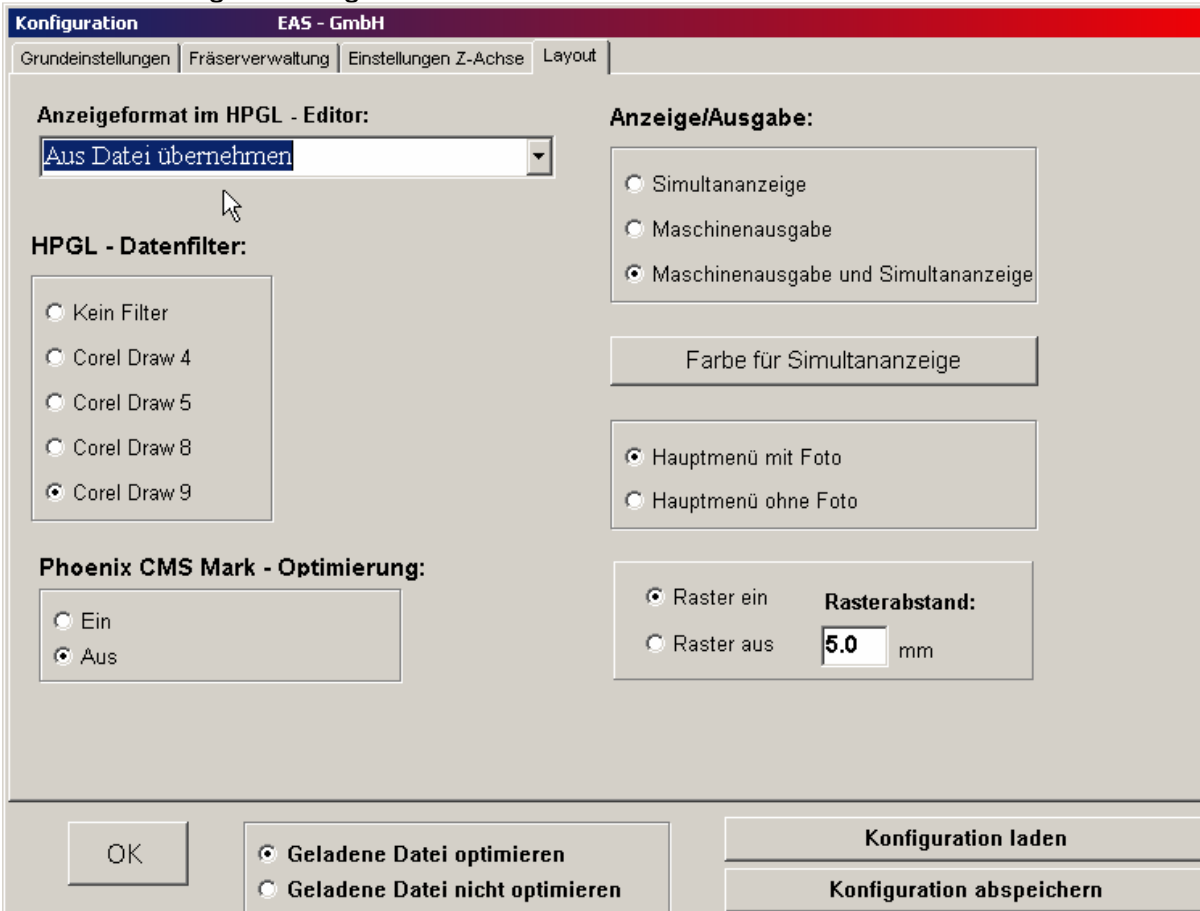 Konfiguration EAS - GmbH
Grundeinstellungen Fräserverwaltung Einstellungen Z-Achse Layout
Anzeigeformat im HPGL - Editor:
Aus Datei übernehmen
HPGL - Datenfilter:
Kein Filter
Corel Draw 4
Corel Draw 5
Corel Draw 8
Corel Draw 9
Phoenix CMS Mark - Optimierung:
Ein
Aus
Anzeige/Ausgabe:
Simultananzeige
Maschinenausgabe
Maschinenausgabe und Simultananzeige
Farbe für Simultananzeige
Hauptmenü mit Foto
Hauptmenü ohne Foto
Raster ein
Raster aus
Rasterabstand:
5.0 mm
OK
Geladene Datei optimieren
Geladene Datei nicht optimieren
Konfiguration laden
Konfiguration abspeichern